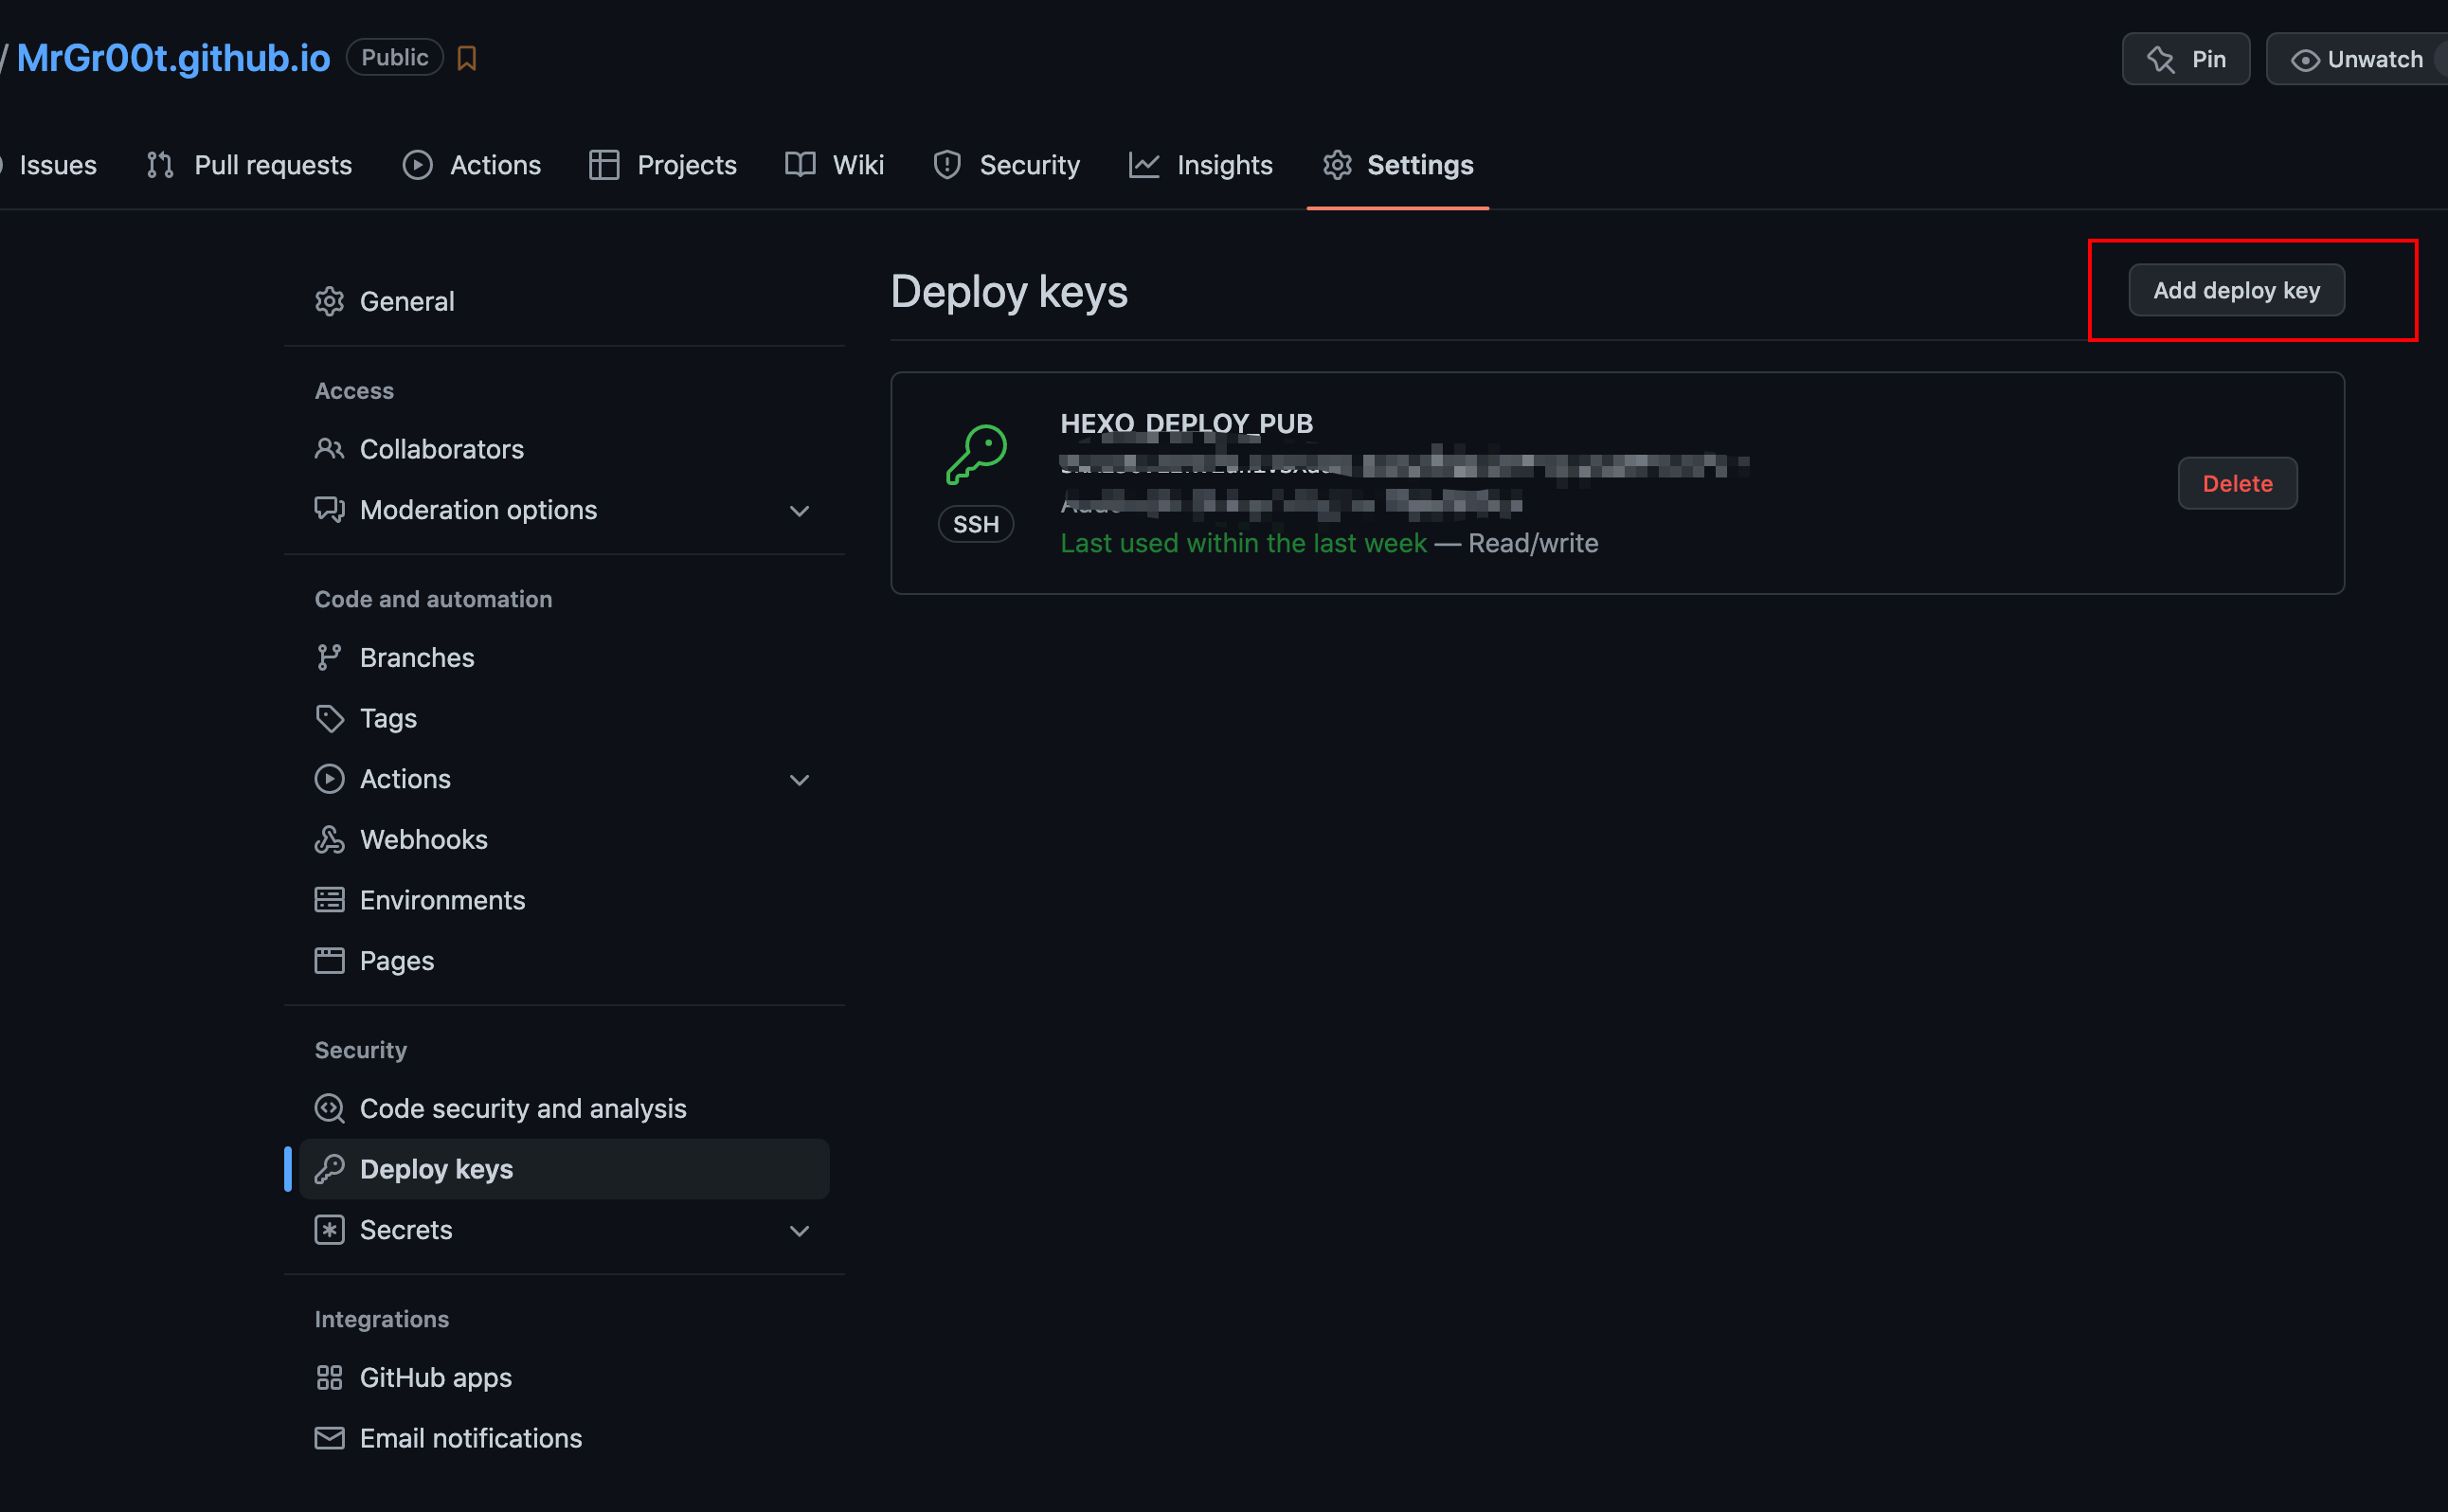 / MrGr00t.github.io Public
Pin
Unwatch
Issues
Pull requests
Actions
Projects
Wiki
Security
Insights
Settings
General
Access
Collaborators
Moderation options
Code and automation
Branches
Tags
Actions
Webhooks
Environments
Pages
Security
Code security and analysis
Deploy keys
Secrets
Integrations
GitHub apps
Email notifications
Deploy keys
Add deploy key
HEXO_DEPLOY_PUB
SSH
Last used within the last week — Read/write
Delete